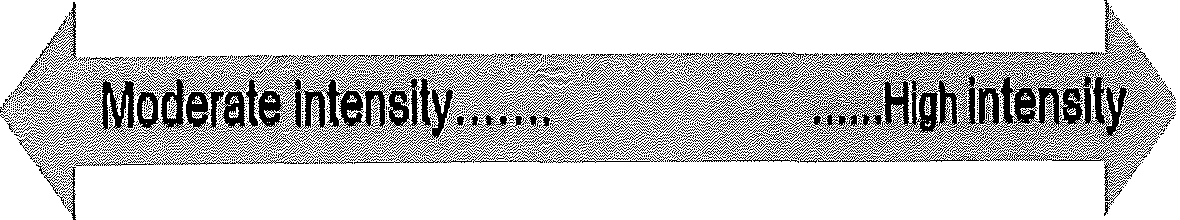 Moderate intensity....... ......High intensity